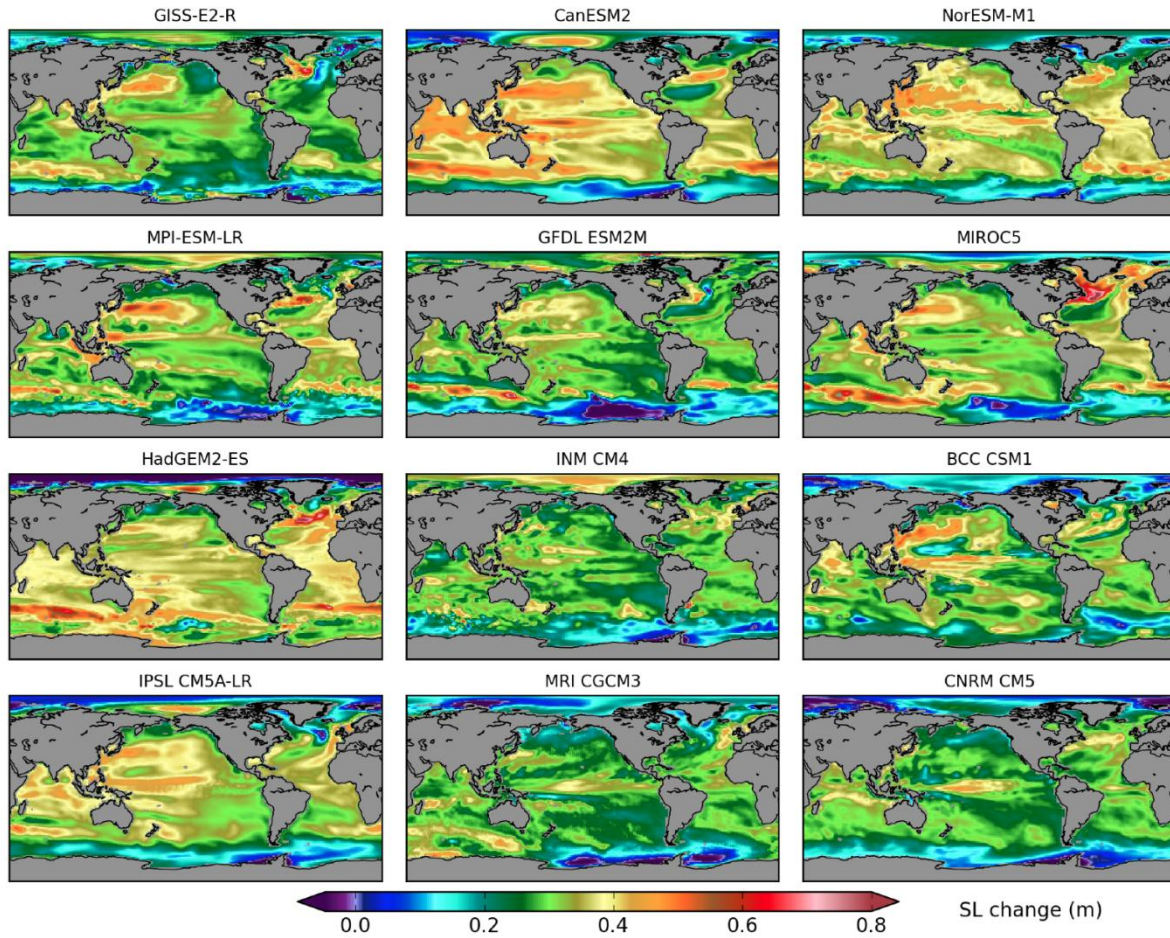 GISS-E2-R CanESM2 NorESM-M1
MPI-ESM-LR GFDL ESM2M MIROC5
HadGEM2-ES INM CM4 BCC CSM1
IPSL CM5A-LR MRI CGCM3 CNRM CM5
0.0 0.2 0.4 0.6 0.8 SL change (m)